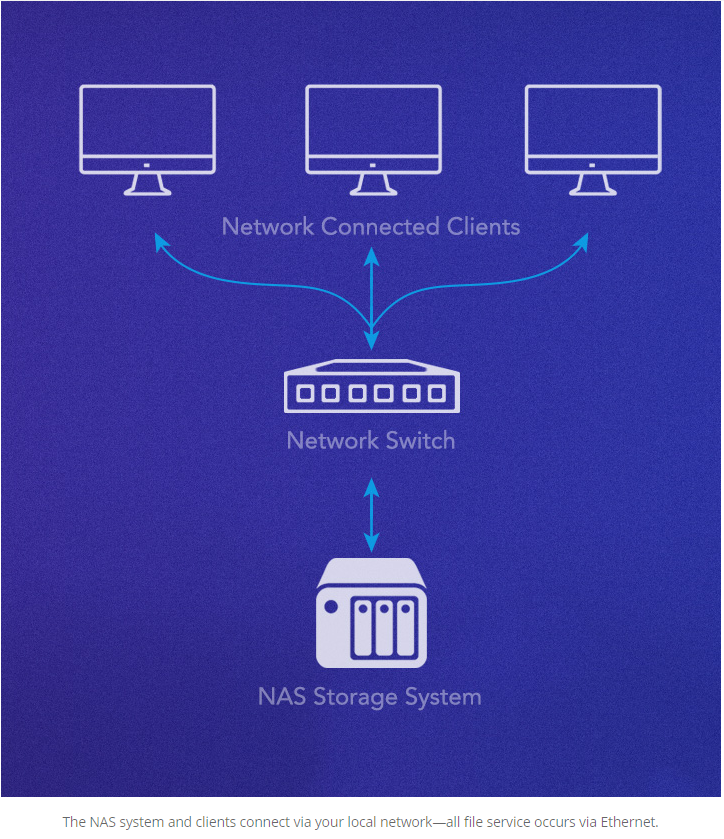 Network Connected Clients
Network Switch
NAS Storage System
The NAS system and clients connect via your local network—all file service occurs via Ethernet.